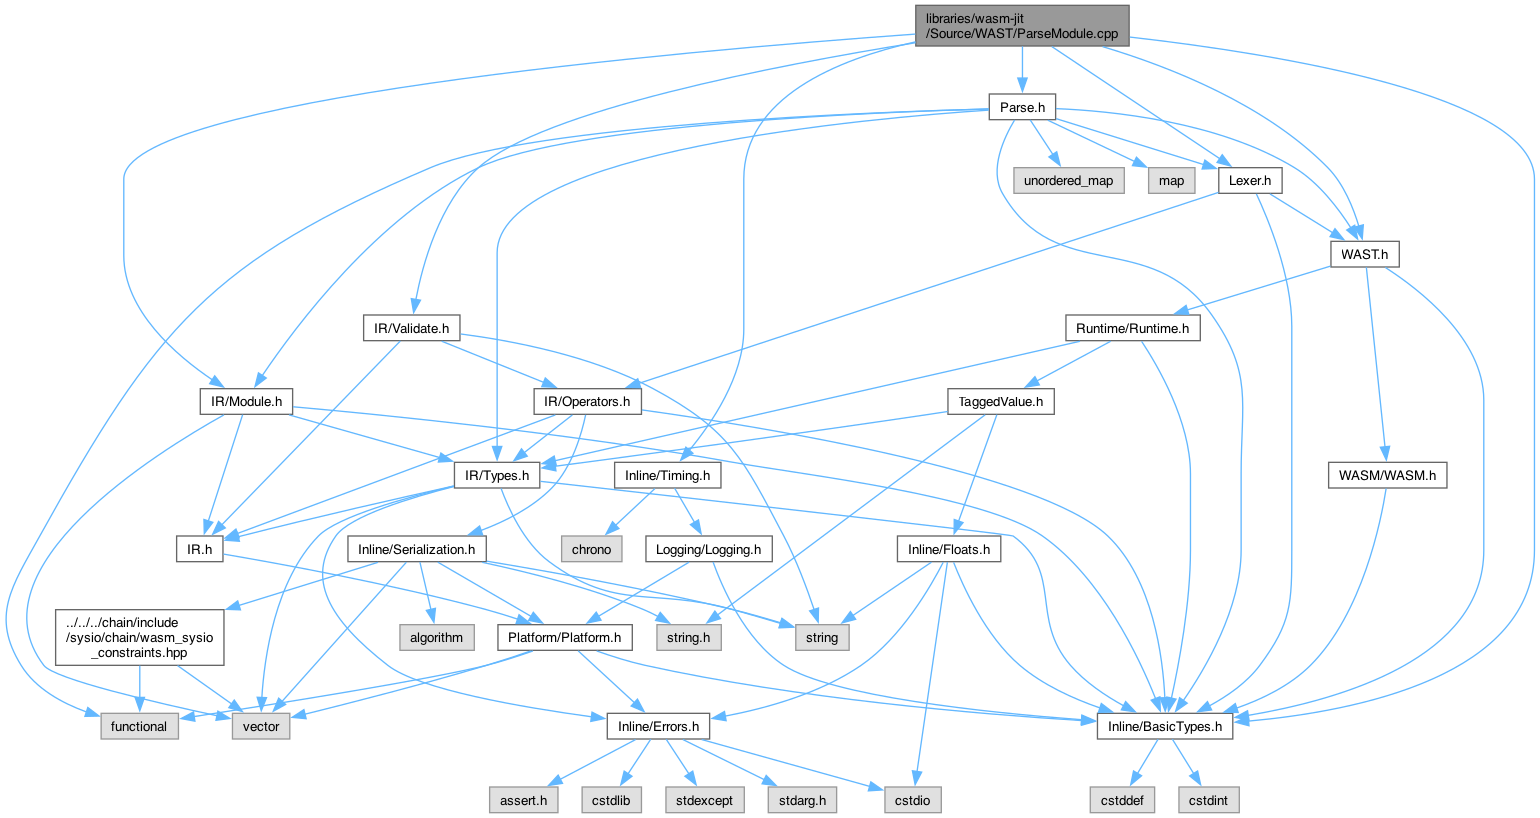 libraries/wasm-jit
/Source/WAST/ParseModule.cpp
Parse.h
unordered_map
map
Lexer.h
WAST.h
IR/Validate.h
Runtime/Runtime.h
IR/Module.h
IR/Operators.h
TaggedValue.h
IR/Types.h
Inline/Timing.h
WASM/WASM.h
IR.h
Inline/Serialization.h
chrono
Logging/Logging.h
Inline/Floats.h
../../../chain/include
/sysio/chain/wasm_sysio
_constraints.hpp
algorithm
Platform/Platform.h
string.h
string
functional
vector
Inline/Errors.h
Inline/BasicTypes.h
assert.h
cstdlib
stdexcept
stdarg.h
cstdio
cstddef
cstdint